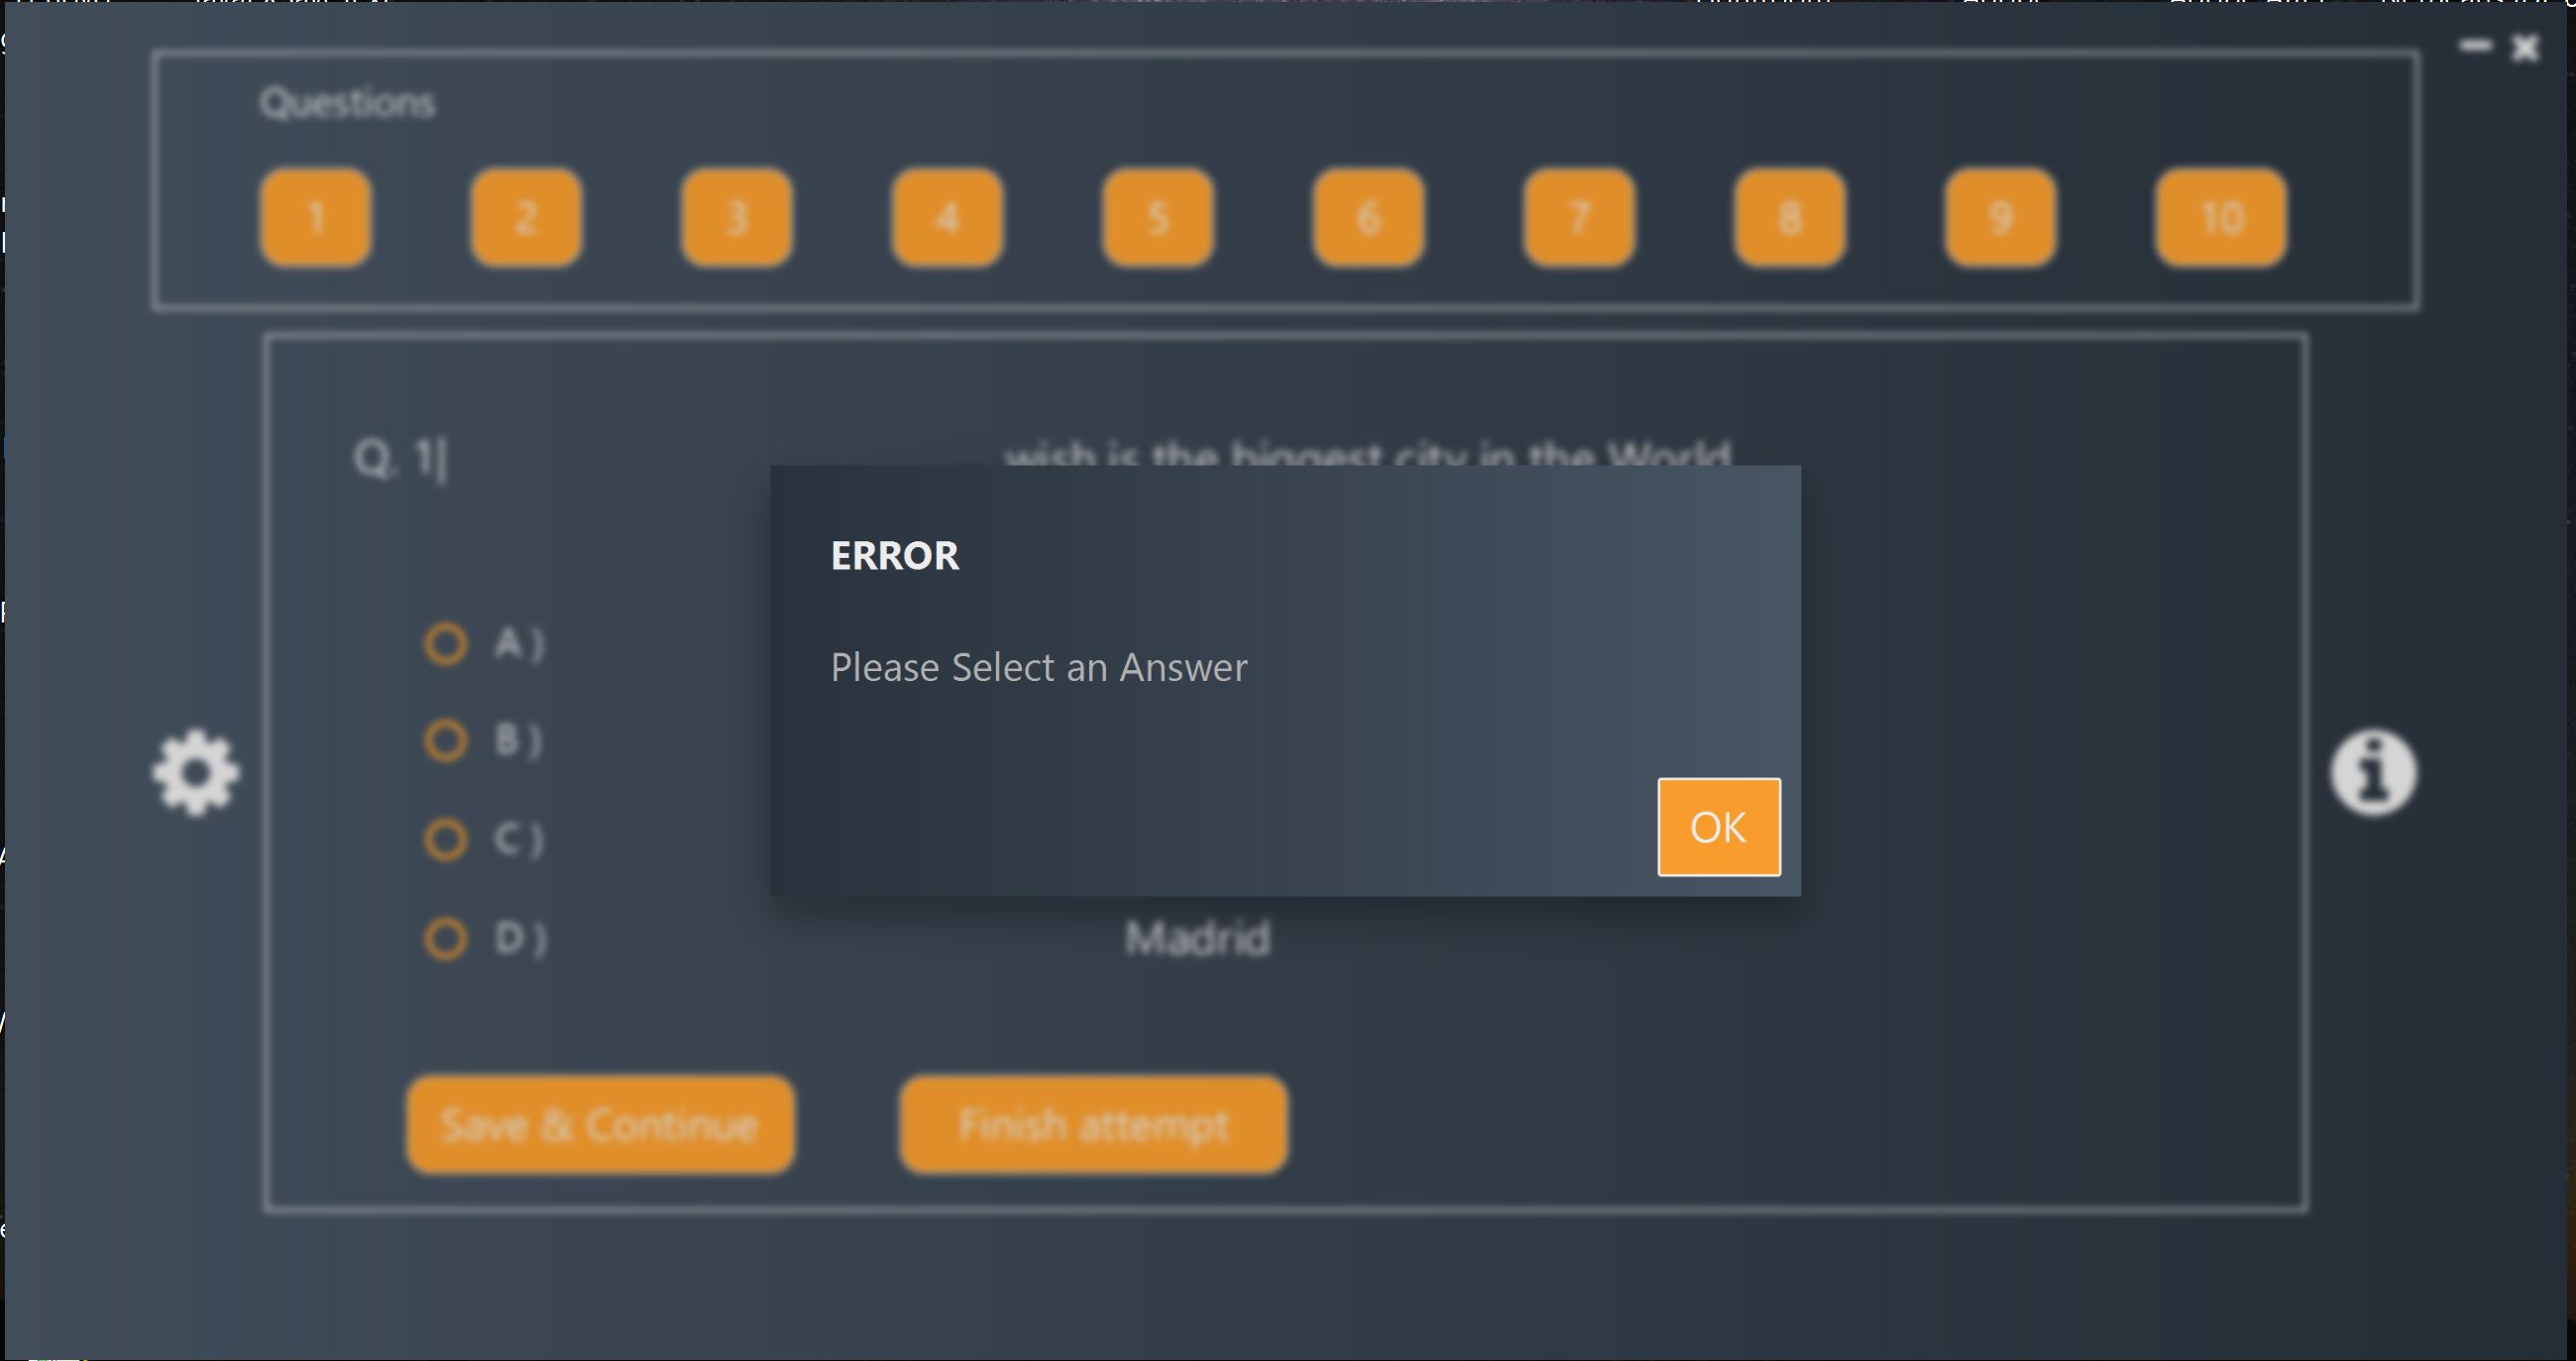 Questions
1 2 3 4 5 6 7 8 9 10
Q. 1| wish is the biggest city in the World
ERROR
Please Select an Answer
OK
A )
B )
C )
D ) Madrid
Save & Continue Finish attempt